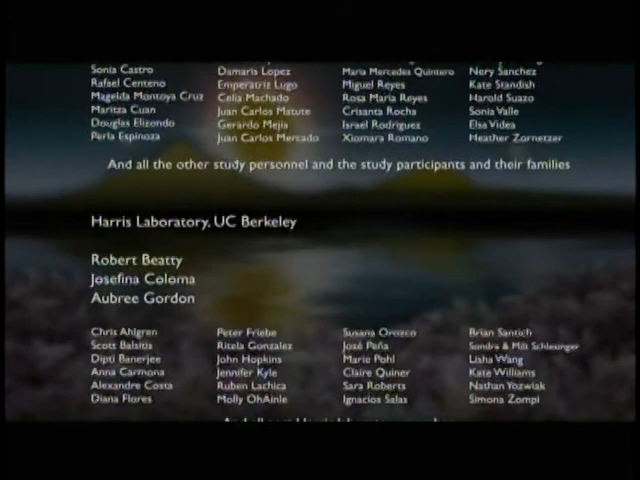 Sonia Castro Damaris Lopez Maria Mercedes Quintero Nery Sanchez
Rafael Centeno Emperatriz Lugo Miguel Reyes Kate Standish
Magelda Montoya Cruz Celia Machado Rosa Maria Reyes Harold Suazo
Maritza Cuan Juan Carlos Matute Crisanta Rocha Sonia Valle
Douglas Elizondo Gerardo Mejia Israel Rodriguez Elsa Videa
Perla Espinoza Juan Carlos Mercado Xiomara Romano Heather Zornetzer
And all the other study personnel and the study participants and their families
Harris Laboratory, UC Berkeley
Robert Beatty
Josefina Coloma
Aubree Gordon
Chris Ahlgren Peter Friebe Susana Orozco Brian Santich
Scott Balsitis Ritela Gonzalez José Peña Sondra & Milt Schlesinger
Dipti Banerjee John Hopkins Marie Pohl Lisha Wang
Anna Carmona Jennifer Kyle Claire Quiner Kate Williams
Alexandre Costa Ruben Lachica Sara Roberts Nathan Yozwiak
Diana Flores Molly OhAinle Ignacios Salas Simona Zompi